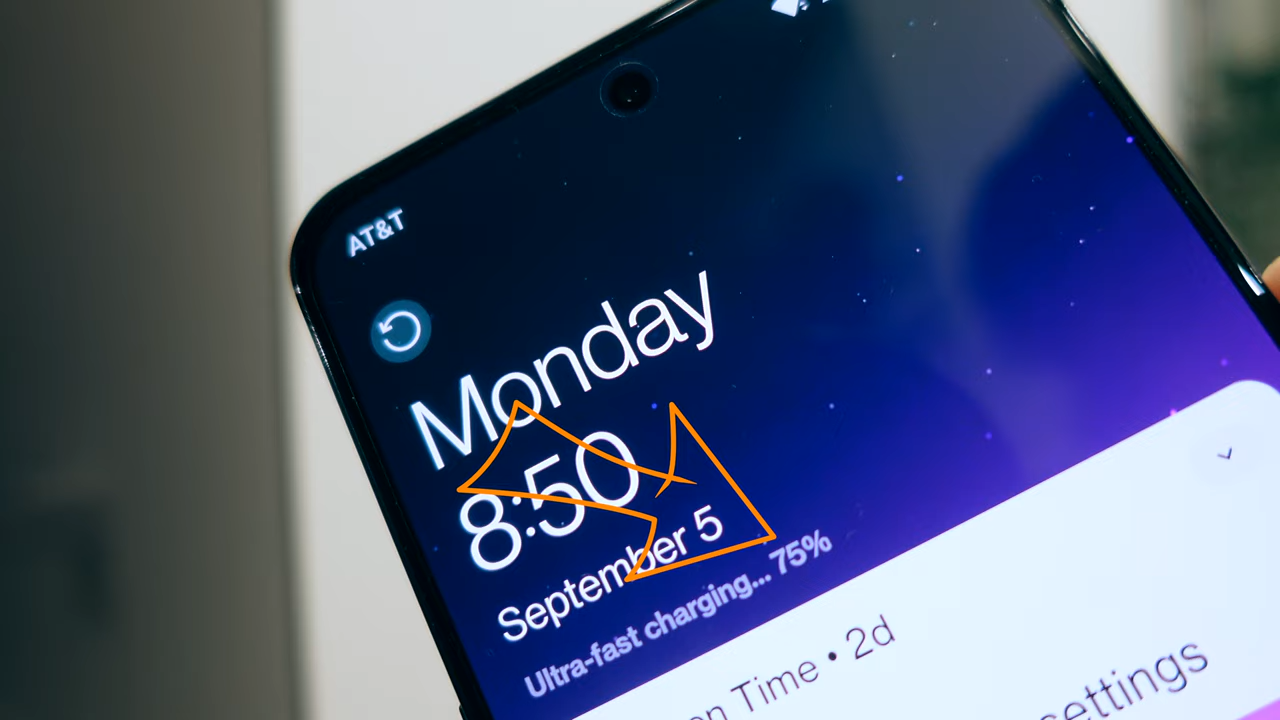 AT&T
Monday
8:50
September 5
Ultra-fast charging... 75%
Time • 2d
settings